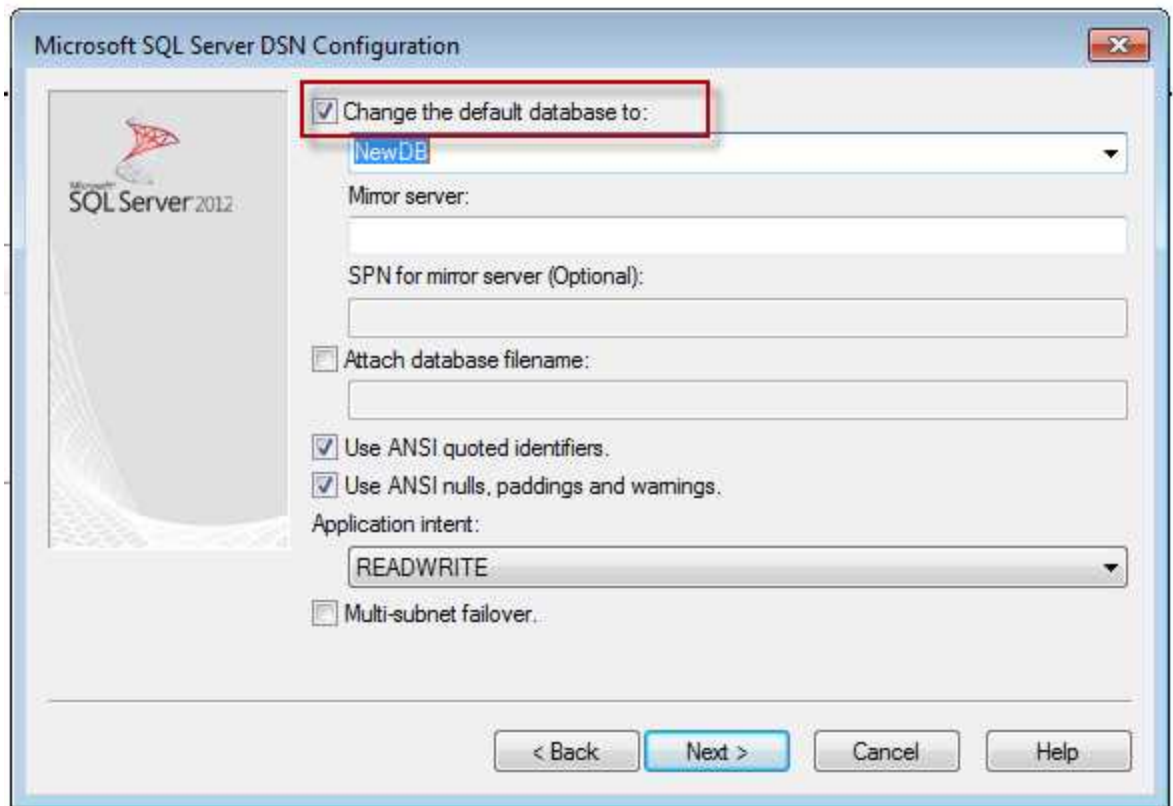 Microsoft SQL Server DSN Configuration
Change the default database to:
NewDB
Microsoft
SQL Server 2012
Mirror server:
SPN for mirror server (Optional):
Attach database filename:
Use ANSI quoted identifiers.
Use ANSI nulls, paddings and warnings.
Application intent:
READWRITE
Multi-subnet failover.
< Back Next > Cancel Help